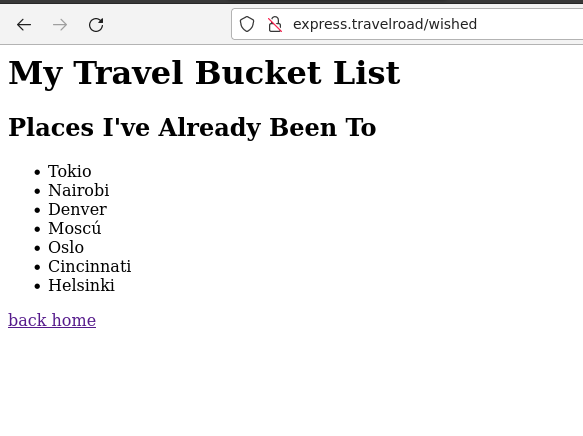 express.travelroad/wished
My Travel Bucket List
Places I've Already Been To
• Tokio
• Nairobi
• Denver
• Moscú
• Oslo
• Cincinnati
• Helsinki
back home